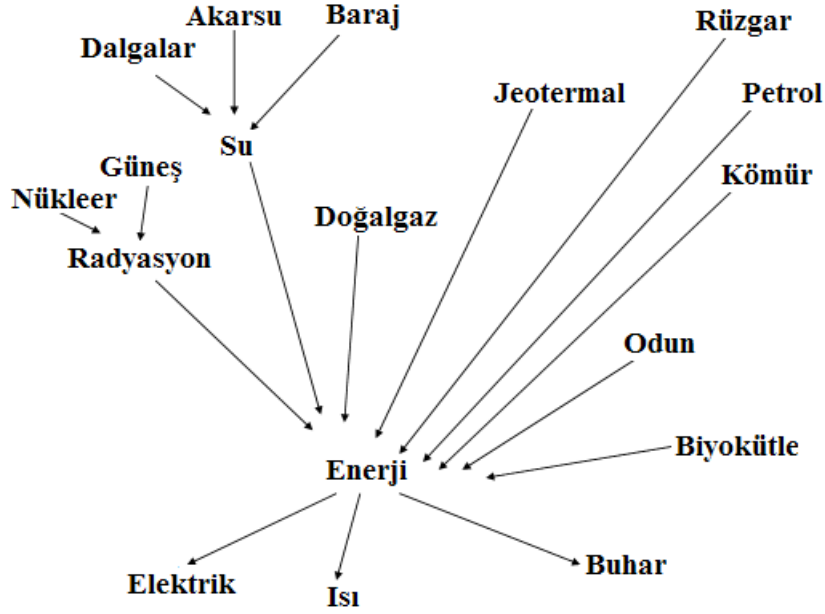 Akarsu
Baraj
Rüzgar
Dalgalar
Jeotermal
Petrol
Su
Güneş
Kömür
Nükleer
Doğalgaz
Radyasyon
Odun
Biyokütle
Enerji
Buhar
Elektrik
Isı